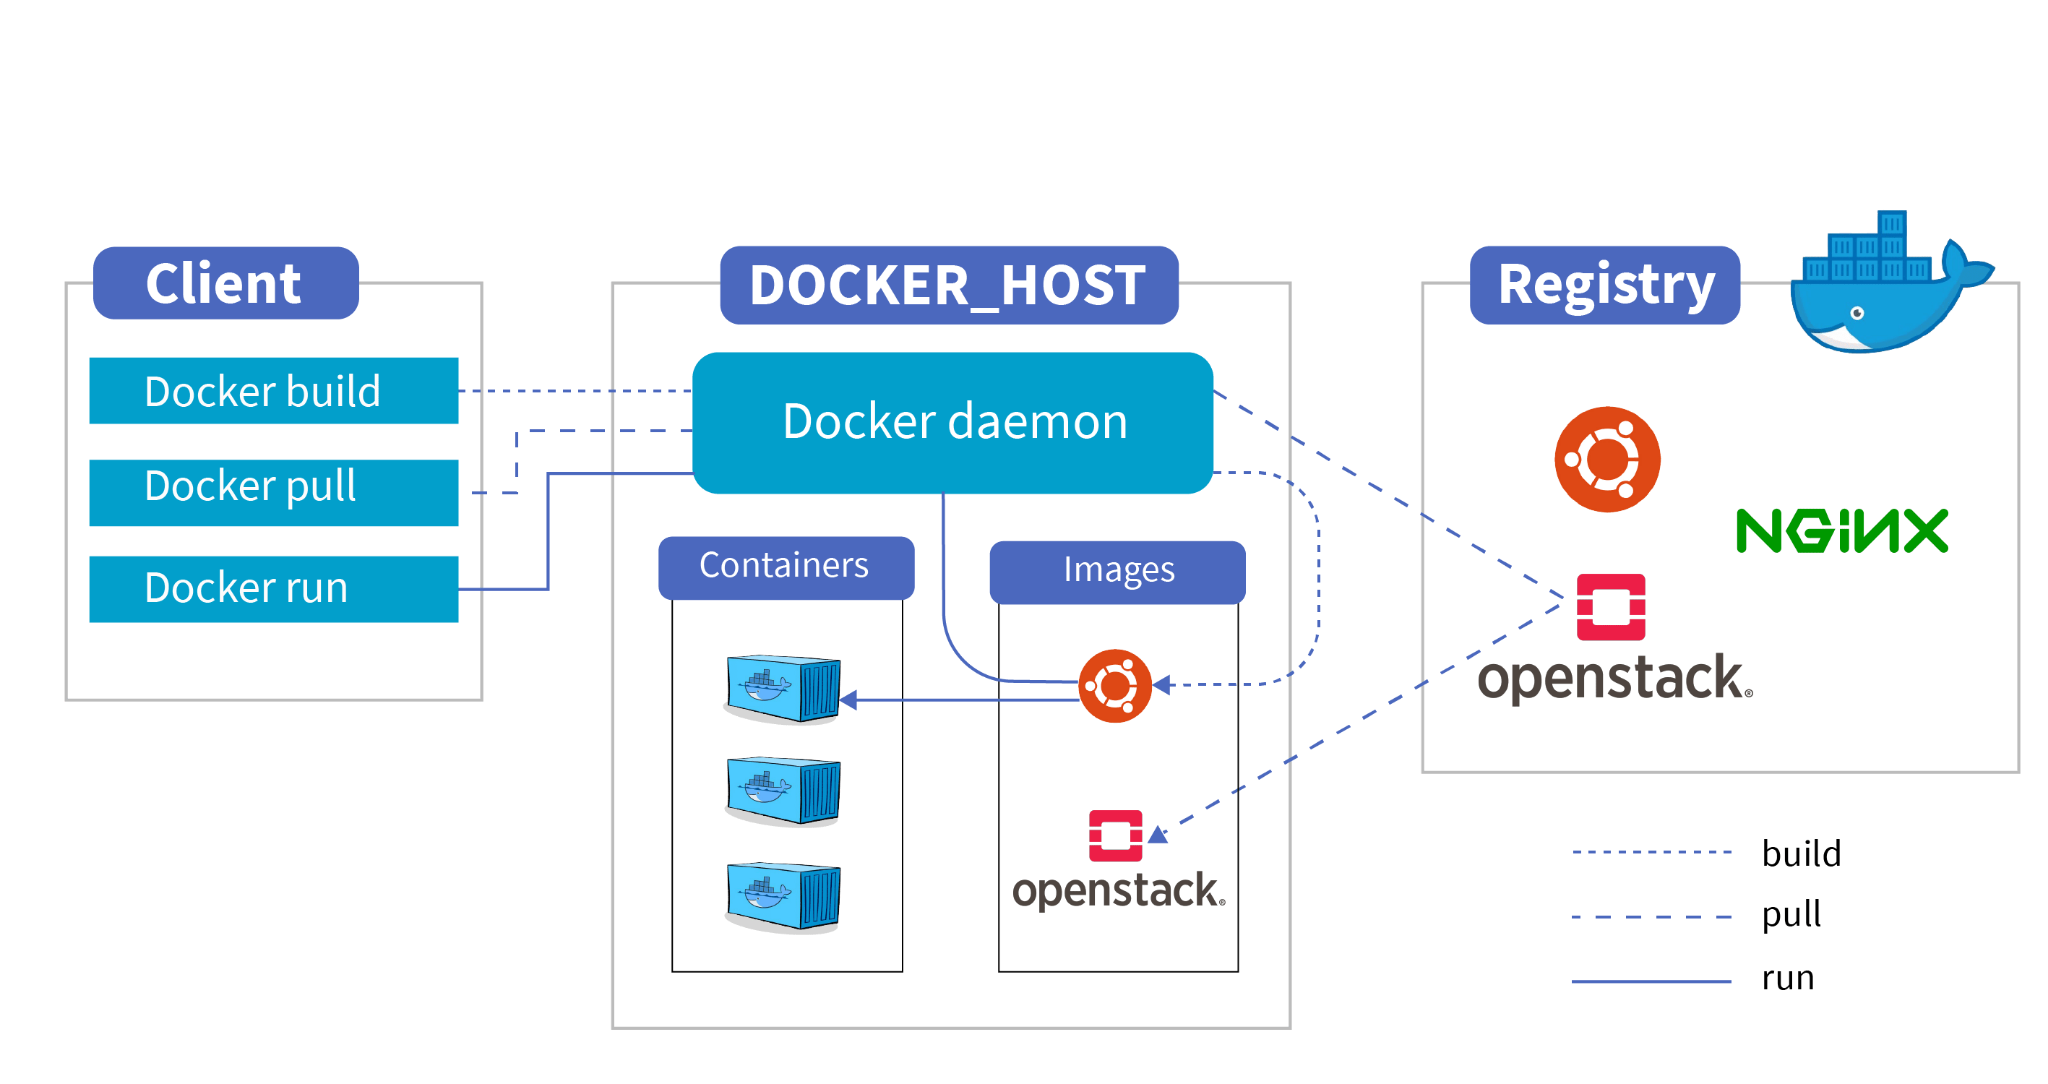 Client
Docker build
Docker pull
Docker run
DOCKER_HOST
Docker daemon
Containers
Images
openstack®
Registry
NGiNX
openstack®
build
pull
run